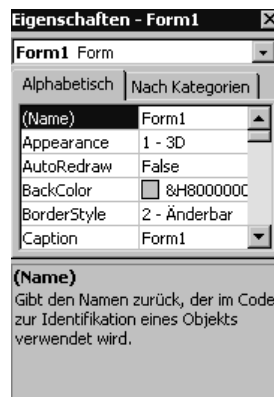 Eigenschaften - Form1
Form1 Form
Alphabetisch Nach Kategorien
(Name) Form1
Appearance 1 - 3D
AutoRedraw False
BackColor &H8000000
BorderStyle 2 - Änderbar
Caption Form1
(Name)
Gibt den Namen zurück, der im Code
zur Identifikation eines Objekts
verwendet wird.